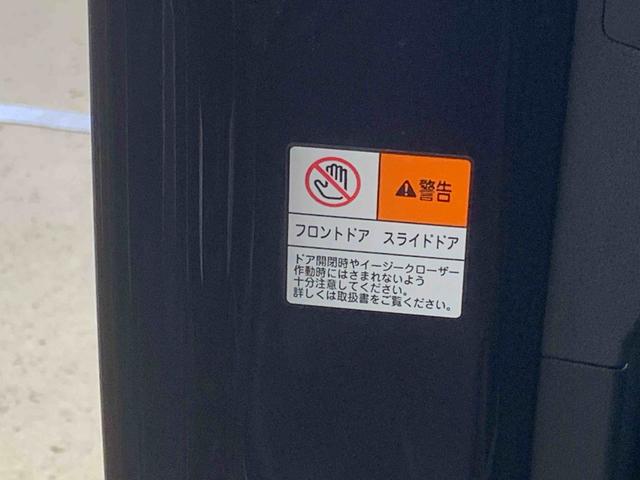 警告
フロントドア スライドドア
ドア開閉時やイージークローザー
作動時にはさまれないよう
十分注意してください。
詳しくは取扱書をご覧ください。